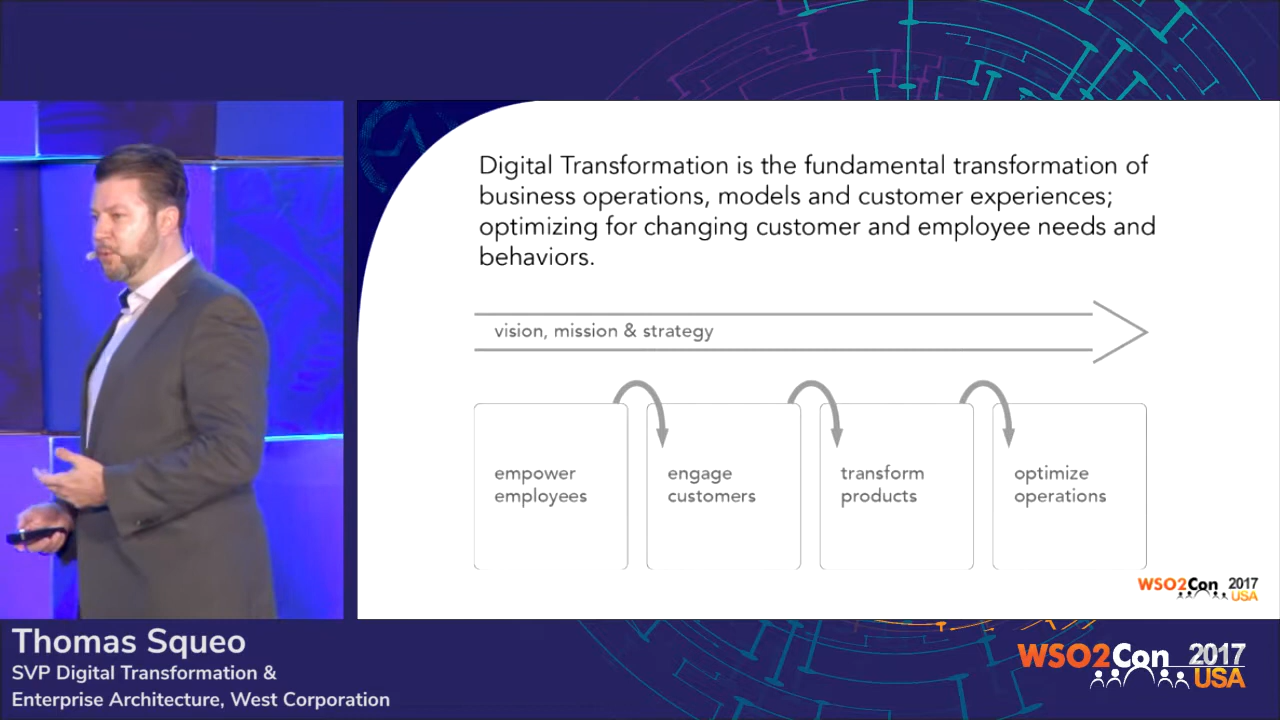 Digital Transformation is the fundamental transformation of
business operations, models and customer experiences;
optimizing for changing customer and employee needs and
behaviors.
vision, mission & strategy
empower
employees
engage
customers
transform
products
optimize
operations
WSO2Con 2017
USA
Thomas Squeo
SVP Digital Transformation &
Enterprise Architecture, West Corporation
WSO2Con 2017
USA